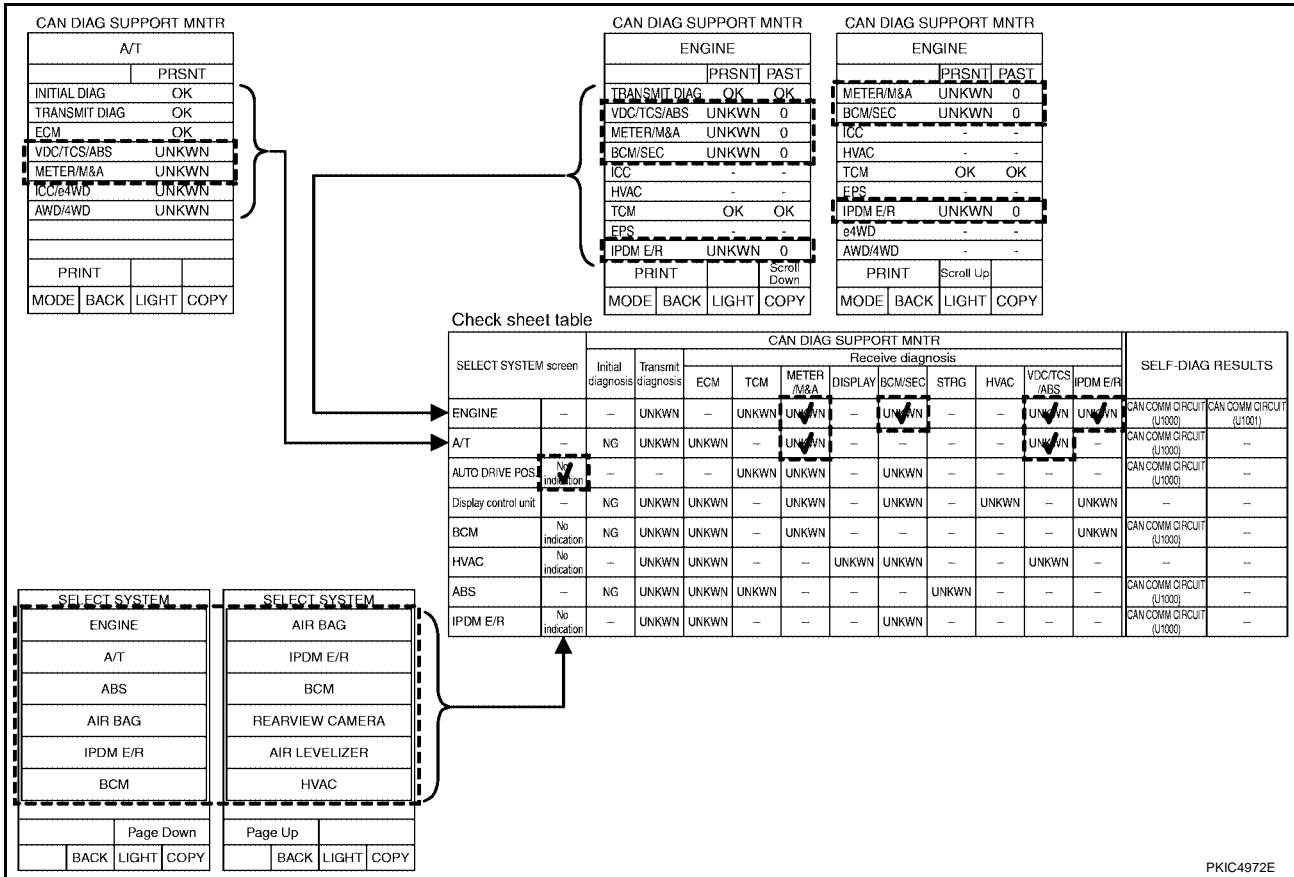 CAN DIAG SUPPORT MNTR
A/T
PRSNT
INITIAL DIAG OK
TRANSMIT DIAG OK
ECM OK
VDC/TCS/ABS UNKWN
METER/M&A UNKWN
ICC/e4WD UNKWN
AWD/4WD UNKWN
PRINT
MODE BACK LIGHT COPY
CAN DIAG SUPPORT MNTR
ENGINE
PRSNT PAST
TRANSMIT DIAG OK OK
VDC/TCS/ABS UNKWN 0
METER/M&A UNKWN 0
BCM/SEC UNKWN 0
ICC - -
HVAC - -
TCM OK OK
EPS - -
IPDM E/R UNKWN 0
PRINT Scroll Down
MODE BACK LIGHT COPY
CAN DIAG SUPPORT MNTR
ENGINE
PRSNT PAST
METER/M&A UNKWN 0
BCM/SEC UNKWN 0
ICC - -
HVAC - -
TCM OK OK
EPS - -
IPDM E/R UNKWN 0
e4WD - -
AWD/4WD - -
PRINT Scroll Up
MODE BACK LIGHT COPY
Check sheet table
CAN DIAG SUPPORT MNTR
SELECT SYSTEM screen Initial diagnosis Transmit diagnosis Receive diagnosis SELF-DIAG RESULTS
ECM TCM METER /M&A DISPLAY BCM/SEC STRG HVAC VDC/TCS /ABS IPDM E/R
ENGINE – – UNKWN – UNKWN UNKWN – UNKWN – – UNKWN UNKWN CAN COMM CIRCUIT (U1000) CAN COMM CIRCUIT (U1001)
A/T – NG UNKWN UNKWN – UNKWN – – – – UNKWN – CAN COMM CIRCUIT (U1000) –
AUTO DRIVE POS. No indication – – – UNKWN UNKWN – UNKWN – – – – CAN COMM CIRCUIT (U1000) –
Display control unit – NG UNKWN UNKWN – UNKWN – UNKWN – UNKWN – UNKWN – –
BCM No indication NG UNKWN UNKWN – UNKWN – – – – – UNKWN CAN COMM CIRCUIT (U1000) –
HVAC No indication – UNKWN UNKWN – – UNKWN UNKWN – – UNKWN – – –
ABS – NG UNKWN UNKWN UNKWN – – – UNKWN – – – CAN COMM CIRCUIT (U1000) –
IPDM E/R No indication – UNKWN UNKWN – – – UNKWN – – – – CAN COMM CIRCUIT (U1000) –
SELECT SYSTEM
ENGINE
A/T
ABS
AIR BAG
IPDM E/R
BCM
Page Down
BACK LIGHT COPY
SELECT SYSTEM
AIR BAG
IPDM E/R
BCM
REARVIEW CAMERA
AIR LEVELIZER
HVAC
Page Up
BACK LIGHT COPY
PKIC4972E